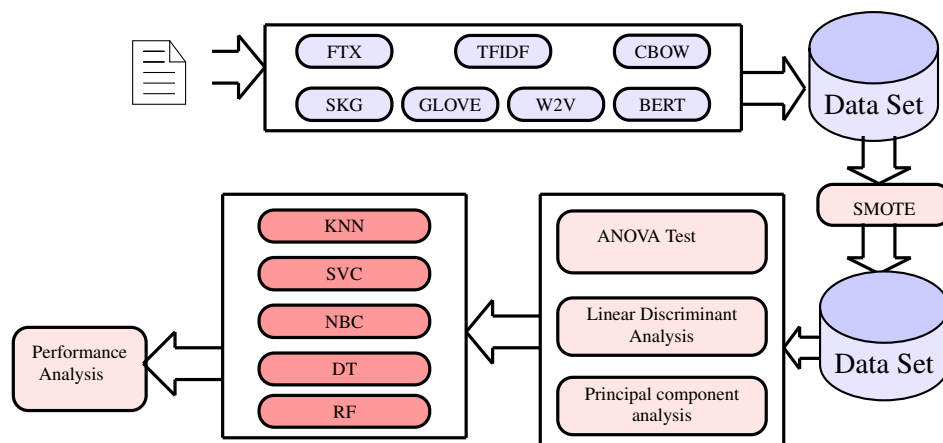 FTX
TFIDF
CBOW
SKG
GLOVE
W2V
BERT
Data Set
SMOTE
Data Set
ANOVA Test
Linear Discriminant
Analysis
Principal component
analysis
KNN
SVC
NBC
DT
RF
Performance
Analysis